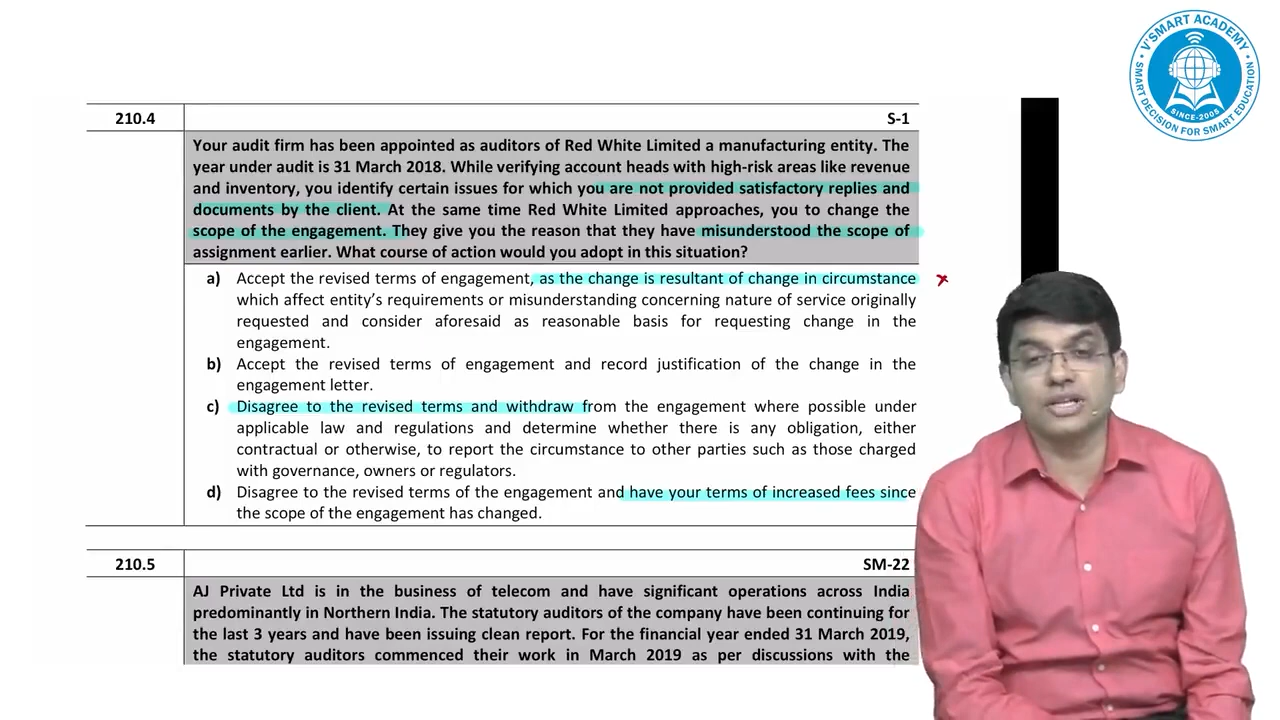 V'SMART ACADEMY
SINCE-2005
SMART DECISION FOR SMART EDUCATION
210.4
S-1
Your audit firm has been appointed as auditors of Red White Limited a manufacturing entity. The
year under audit is 31 March 2018. While verifying account heads with high-risk areas like revenue
and inventory, you identify certain issues for which you are not provided satisfactory replies and
documents by the client. At the same time Red White Limited approaches, you to change the
scope of the engagement. They give you the reason that they have misunderstood the scope of
assignment earlier. What course of action would you adopt in this situation?
a) Accept the revised terms of engagement, as the change is resultant of change in circumstance
which affect entity's requirements or misunderstanding concerning nature of service originally
requested and consider aforesaid as reasonable basis for requesting change in the
engagement.
b) Accept the revised terms of engagement and record justification of the change in the
engagement letter.
c) Disagree to the revised terms and withdraw from the engagement where possible under
applicable law and regulations and determine whether there is any obligation, either
contractual or otherwise, to report the circumstance to other parties such as those charged
with governance, owners or regulators.
d) Disagree to the revised terms of the engagement and have your terms of increased fees since
the scope of the engagement has changed.
210.5
SM-22
AJ Private Ltd is in the business of telecom and have significant operations across India
predominantly in Northern India. The statutory auditors of the company have been continuing for
the last 3 years and have been issuing clean report. For the financial year ended 31 March 2019,
the statutory auditors commenced their work in March 2019 as per discussions with the